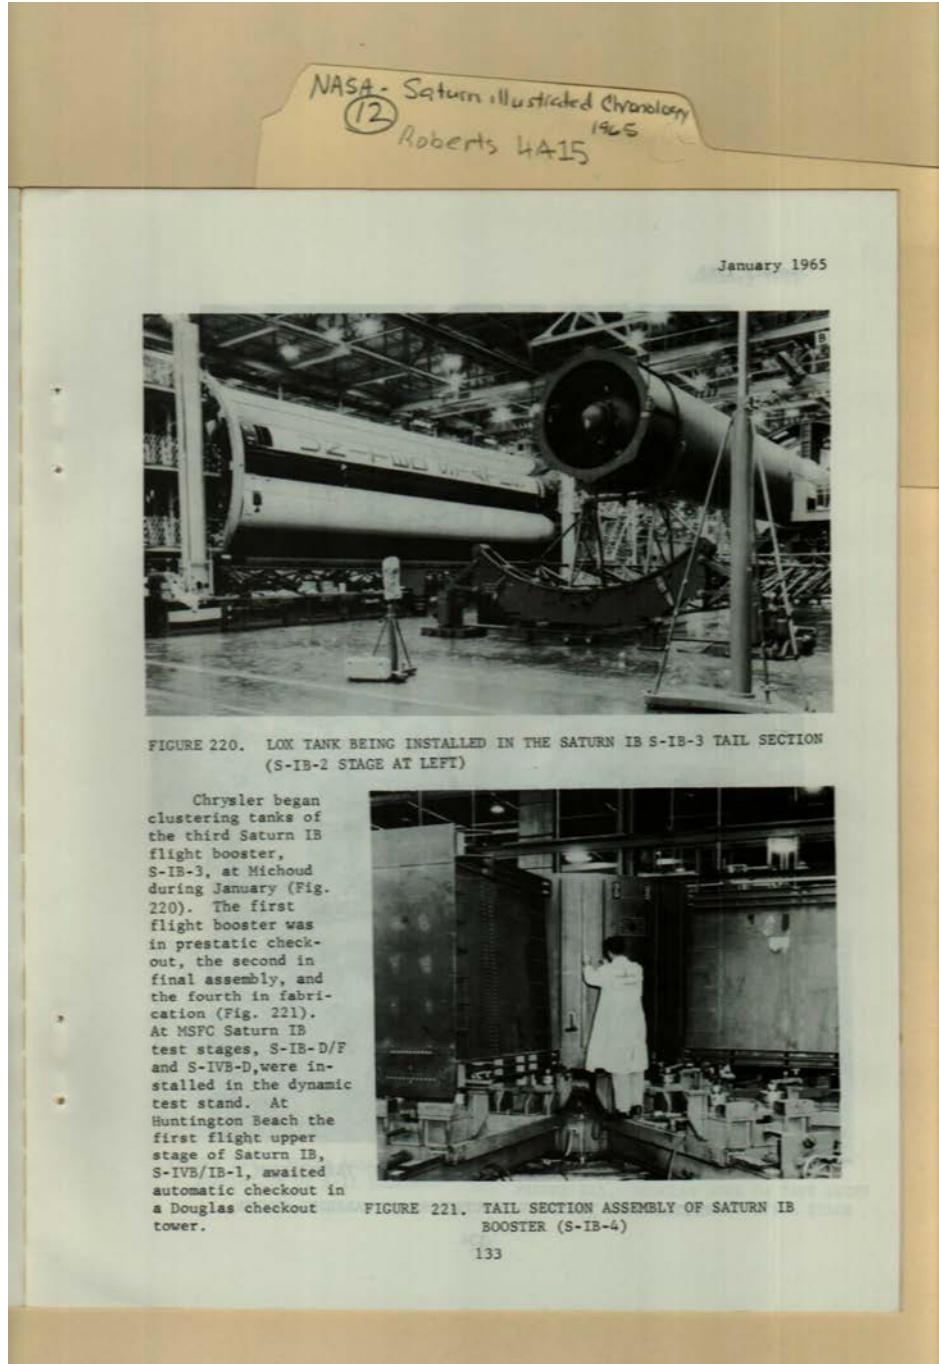 NASA - Saturn illustrated Chronology
12
1965
Roberts 4A15
January 1965
FIGURE 220. LOX TANK BEING INSTALLED IN THE SATURN IB S-IB-3 TAIL SECTION
(S-IB-2 STAGE AT LEFT)
Chrysler began
clustering tanks of
the third Saturn IB
flight booster,
S-IB-3, at Michoud
during January (Fig.
220). The first
flight booster was
in prestatic check-
out, the second in
final assembly, and
the fourth in fabri-
cation (Fig. 221).
At MSFC Saturn IB
test stages, S-IB-D/F
and S-IVB-D,were in-
stalled in the dynamic
test stand. At
Huntington Beach the
first flight upper
stage of Saturn IB,
S-IVB/IB-1, awaited
automatic checkout in
a Douglas checkout
tower.
FIGURE 221. TAIL SECTION ASSEMBLY OF SATURN IB
BOOSTER (S-IB-4)
133